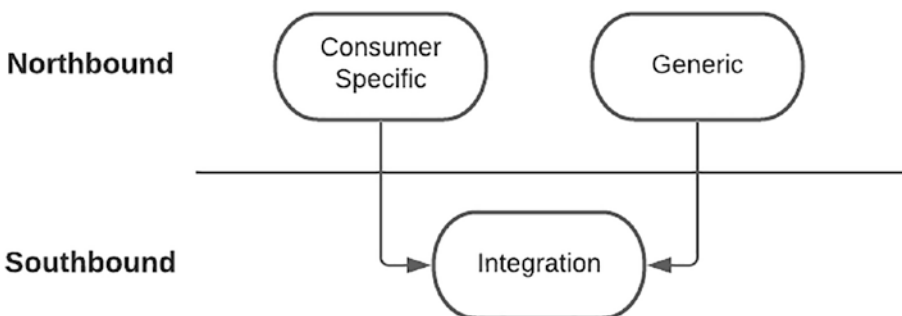 Northbound
Consumer
Specific
Generic
Southbound
Integration